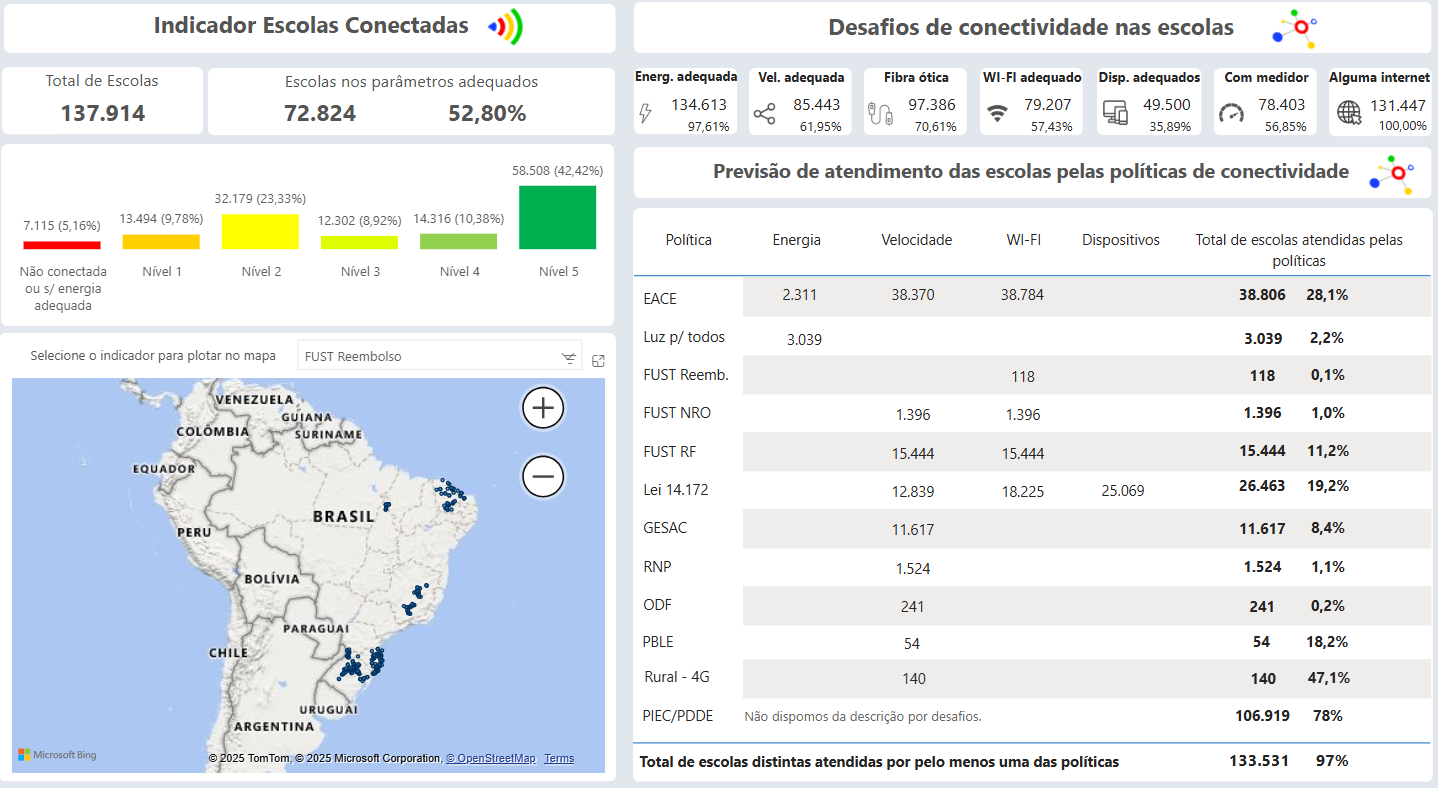 Indicador Escolas Conectadas
Total de Escolas
137.914
Escolas nos parâmetros adequados
72.824 52,80%
7.115 (5,16%)
13.494 (9,78%)
32.179 (23,33%)
12.302 (8,92%)
14.316 (10,38%)
58.508 (42,42%)
Não conectada
ou s/ energia
adequada
Nível 1
Nível 2
Nível 3
Nível 4
Nível 5
Selecione o indicador para plotar no mapa
FUST Reembolso
VENEZUELA
GUIANA
COLÔMBIA
SURINAME
EQUADOR
BRASIL
PERU
BOLÍVIA
PARAGUAI
CHILE
URUGUAI
ARGENTINA
Microsoft Bing
© 2025 TomTom, © 2025 Microsoft Corporation, © OpenStreetMap Terms
Desafios de conectividade nas escolas
Energ. adequada
134.613
97,61%
Vel. adequada
85.443
61,95%
Fibra ótica
97.386
70,61%
WI-FI adequado
79.207
57,43%
Disp. adequados
49.500
35,89%
Com medidor
78.403
56,85%
Alguma internet
131.447
100,00%
Previsão de atendimento das escolas pelas políticas de conectividade
Política Energia Velocidade WI-FI Dispositivos Total de escolas atendidas pelas
políticas
EACE 2.311 38.370 38.784 38.806 28,1%
Luz p/ todos 3.039 3.039 2,2%
FUST Reemb. 118 118 0,1%
FUST NRO 1.396 1.396 1.396 1,0%
FUST RF 15.444 15.444 15.444 11,2%
Lei 14.172 12.839 18.225 25.069 26.463 19,2%
GESAC 11.617 11.617 8,4%
RNP 1.524 1.524 1,1%
ODF 241 241 0,2%
PBLE 54 54 18,2%
Rural - 4G 140 140 47,1%
PIEC/PDDE Não dispomos da descrição por desafios. 106.919 78%
Total de escolas distintas atendidas por pelo menos uma das políticas 133.531 97%